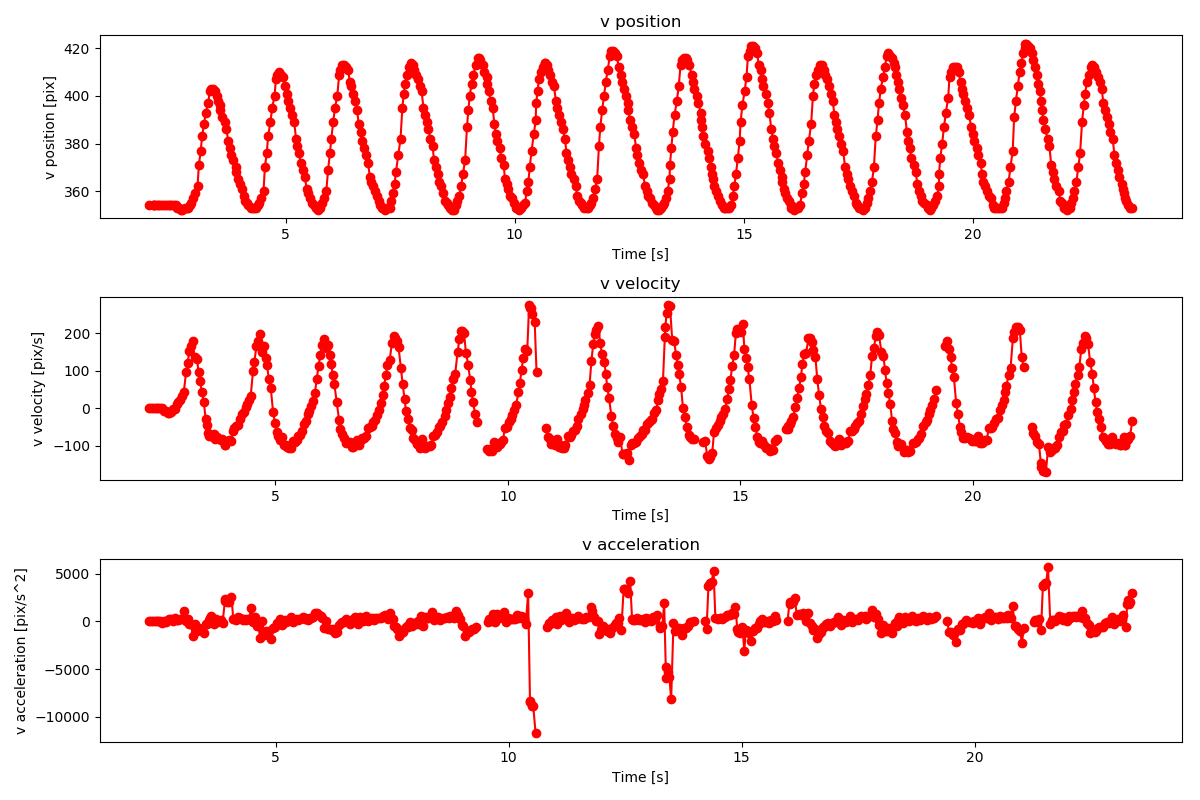 v position
v position [pix]
420
400
380
360
5
10
15
20
Time [s]
v velocity
v velocity [pix/s]
200
100
0
−100
5
10
15
20
Time [s]
v acceleration
v acceleration [pix/s^2]
5000
0
−5000
−10000
5
10
15
20
Time [s]